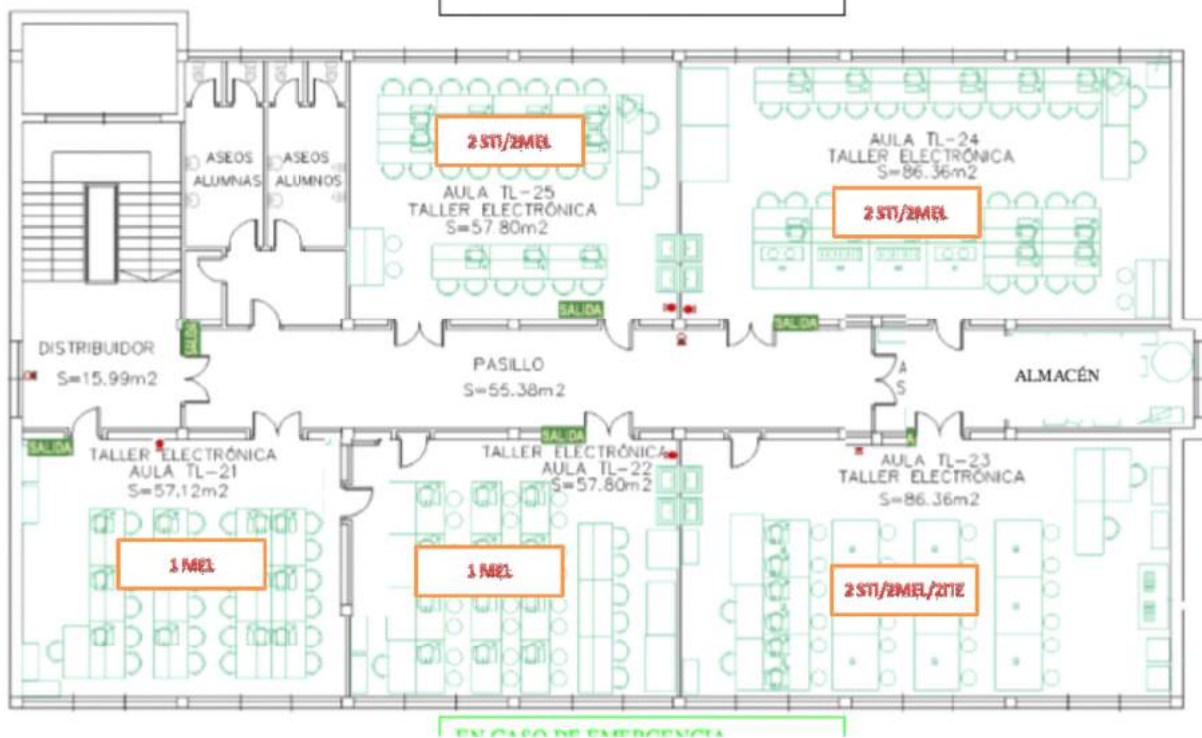 2 STI/2MEL
AULA TL-25
TALLER ELECTRÓNICA
S=57.80m2
AULA TL-24
TALLER ELECTRÓNICA
S=86.36m2
2 STI/2MEL
ASEOS
ALUMNAS
ASEOS
ALUMNOS
SALIDA
SALIDA
SALIDA
DISTRIBUIDOR
S=15.99m2
PASILLO
S=55.38m2
A
S
ALMACÉN
SALIDA
TALLER ELECTRÓNICA
AULA TL-21
S=57.12m2
1 MEL
SALIDA
TALLER ELECTRÓNICA
AULA TL-22
S=57.80m2
1 MEL
A
AULA TL-23
TALLER ELECTRÓNICA
S=86.36m2
2 STI/2MEL/2ITE
EN CASO DE EMERGENCIA